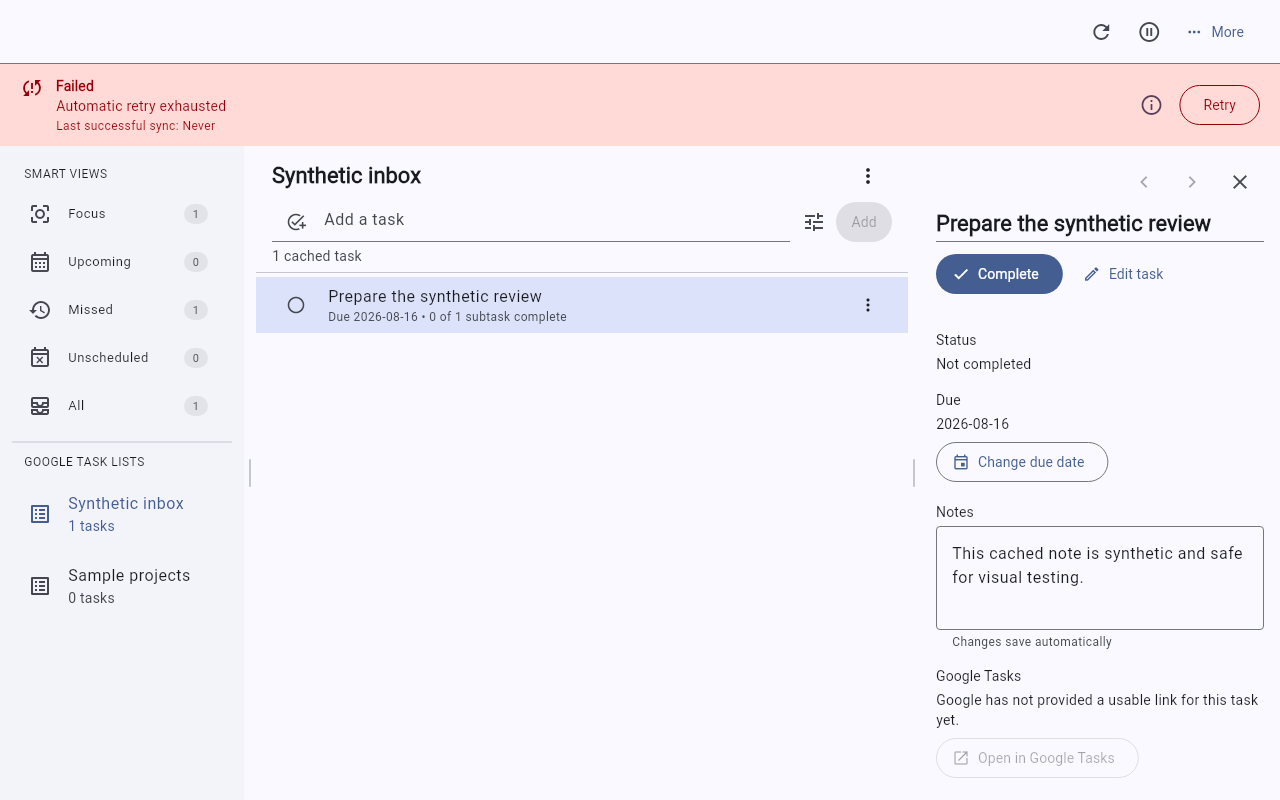 More
Failed
Automatic retry exhausted
Last successful sync: Never
Retry
SMART VIEWS
Focus 1
Upcoming 0
Missed 1
Unscheduled 0
All 1
GOOGLE TASK LISTS
Synthetic inbox
1 tasks
Sample projects
0 tasks
Synthetic inbox
Add a task
Add
1 cached task
Prepare the synthetic review
Due 2026-08-16 • 0 of 1 subtask complete
Prepare the synthetic review
Complete
Edit task
Status
Not completed
Due
2026-08-16
Change due date
Notes
This cached note is synthetic and safe
for visual testing.
Changes save automatically
Google Tasks
Google has not provided a usable link for this task
yet.
Open in Google Tasks